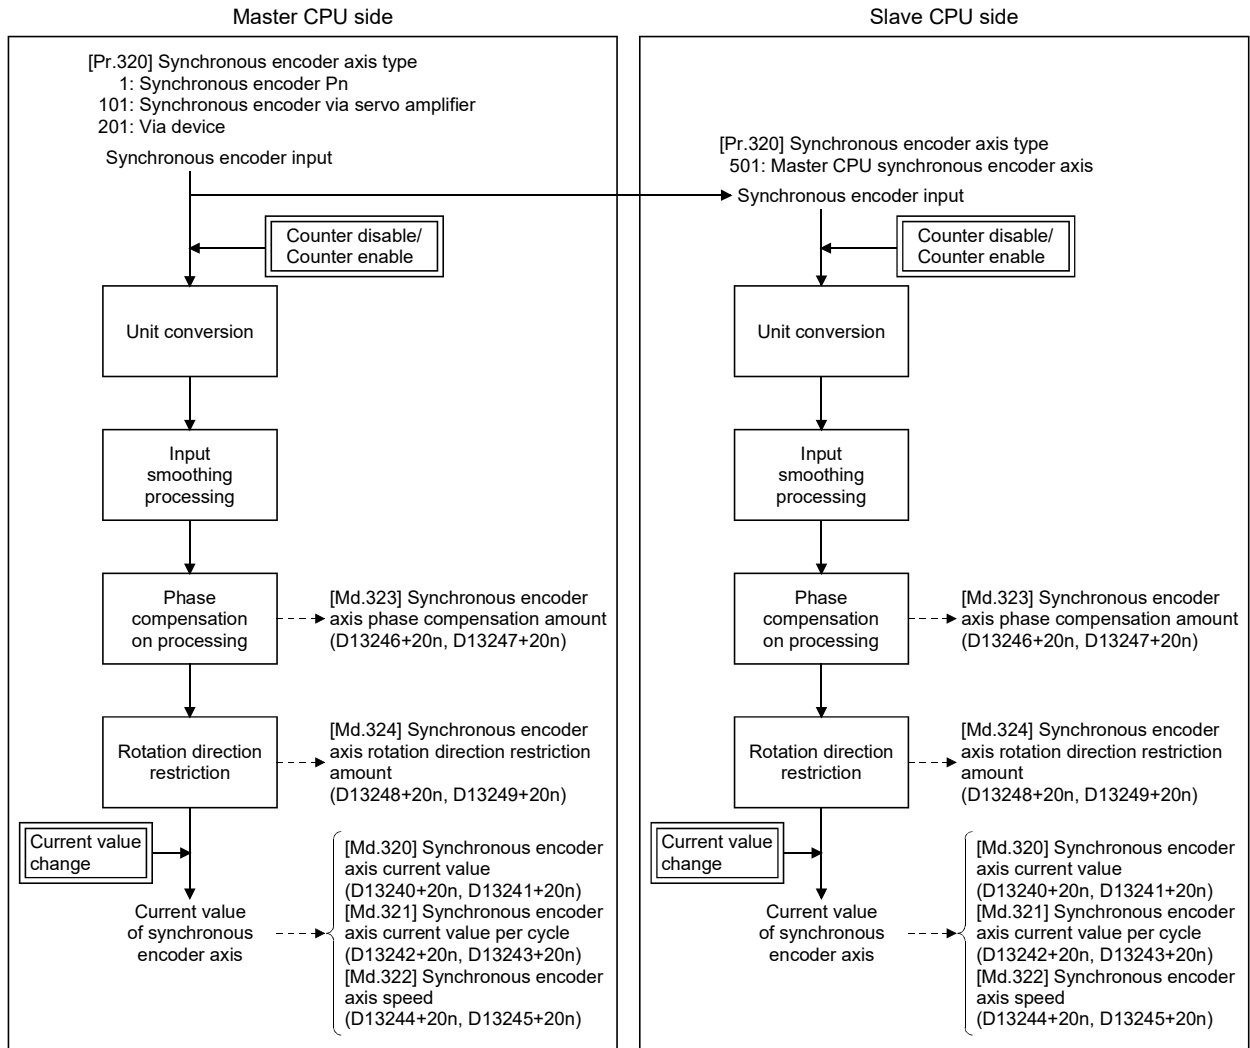 Master CPU side
[Pr.320] Synchronous encoder axis type
1: Synchronous encoder Pn
101: Synchronous encoder via servo amplifier
201: Via device
Synchronous encoder input
Counter disable/
Counter enable
Unit conversion
Input
smoothing
processing
Phase
compensation
on processing
[Md.323] Synchronous encoder
axis phase compensation amount
(D13246+20n, D13247+20n)
Rotation direction
restriction
[Md.324] Synchronous encoder
axis rotation direction restriction
amount
(D13248+20n, D13249+20n)
Current value
change
Current value
of synchronous
encoder axis
[Md.320] Synchronous encoder
axis current value
(D13240+20n, D13241+20n)
[Md.321] Synchronous encoder
axis current value per cycle
(D13242+20n, D13243+20n)
[Md.322] Synchronous encoder
axis speed
(D13244+20n, D13245+20n)
Slave CPU side
[Pr.320] Synchronous encoder axis type
501: Master CPU synchronous encoder axis
Synchronous encoder input
Counter disable/
Counter enable
Unit conversion
Input
smoothing
processing
Phase
compensation
on processing
[Md.323] Synchronous encoder
axis phase compensation amount
(D13246+20n, D13247+20n)
Rotation direction
restriction
[Md.324] Synchronous encoder
axis rotation direction restriction
amount
(D13248+20n, D13249+20n)
Current value
change
Current value
of synchronous
encoder axis
[Md.320] Synchronous encoder
axis current value
(D13240+20n, D13241+20n)
[Md.321] Synchronous encoder
axis current value per cycle
(D13242+20n, D13243+20n)
[Md.322] Synchronous encoder
axis speed
(D13244+20n, D13245+20n)